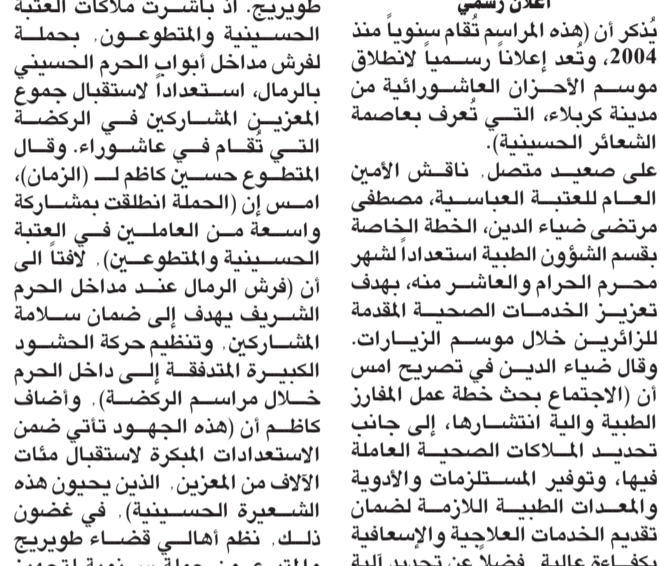 اعلان رسمي
يُذكر أن (هذه المراسم تُقام سنوياً منذ
2004، وتُعد إعلاناً رسمياً لانطلاق
موسم الأحزان العاشورائية من
مدينة كربلاء، التي تُعرف بعاصمة
الشعائر الحسينية).
على صعيد متصل، ناقش الأمين
العام للعتبة العباسية، مصطفى
مرتضى ضياء الدين، الخطة الخاصة
بقسم الشؤون الطبية استعداداً لشهر
محرم الحرام والعاشر منه، بهدف
تعزيز الخدمات الصحية المقدمة
للزائرين خلال موسم الزيارات.
وقال ضياء الدين في تصريح امس
أن (الاجتماع بحث خطة عمل المفارز
الطبية والية انتشارها، إلى جانب
تحديد الملاكات الصحية العاملة
فيها، وتوفير المستلزمات والأدوية
والمعدات الطبية اللازمة لضمان
تقديم الخدمات العلاجية والإسعافية
بكفاءة عالية، فضلاً عن تحديد آلية
طويريج. اذ باشرت ملاكات العتبة
الحسينية والمتطوعون، بحملة
لفرش مداخل أبواب الحرم الحسيني
بالرمال، استعداداً لاستقبال جموع
المعزين المشاركين في الركضة
التي تُقام في عاشوراء. وقال
المتطوع حسين كاظم لـ (الزمان)،
امس إن (الحملة انطلقت بمشاركة
واسعة من العاملين في العتبة
الحسينية والمتطوعين)، لافتاً الى
أن (فرش الرمال عند مداخل الحرم
الشريف يهدف إلى ضمان سلامة
المشاركين، وتنظيم حركة الحشود
الكبيرة المتدفقة إلى داخل الحرم
خلال مراسم الركضة)، وأضاف
كاظم أن (هذه الجهود تأتي ضمن
الاستعدادات المبكرة لاستقبال مئات
الآلاف من المعزين، الذين يحيون هذه
الشعيرة الحسينية)، في غضون
ذلك، نظم أهالي قضاء طويريج